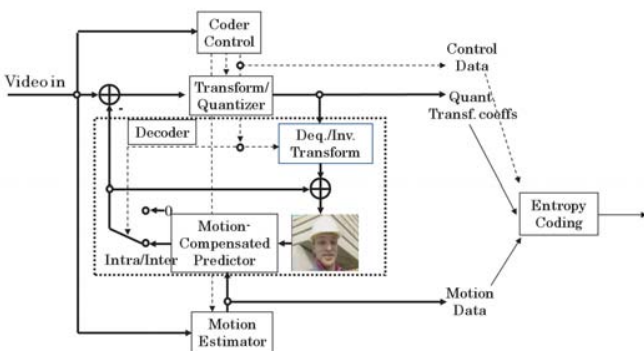 Coder
Control
Control
Data
Video in
Transform/
Quantizer
-
Quant
Transf. coeffs
Decoder
Deq./Inv.
Transform
Entropy
Coding
0
Motion-
Compensated
Predictor
Intra/Inter
Motion
Data
Motion
Estimator